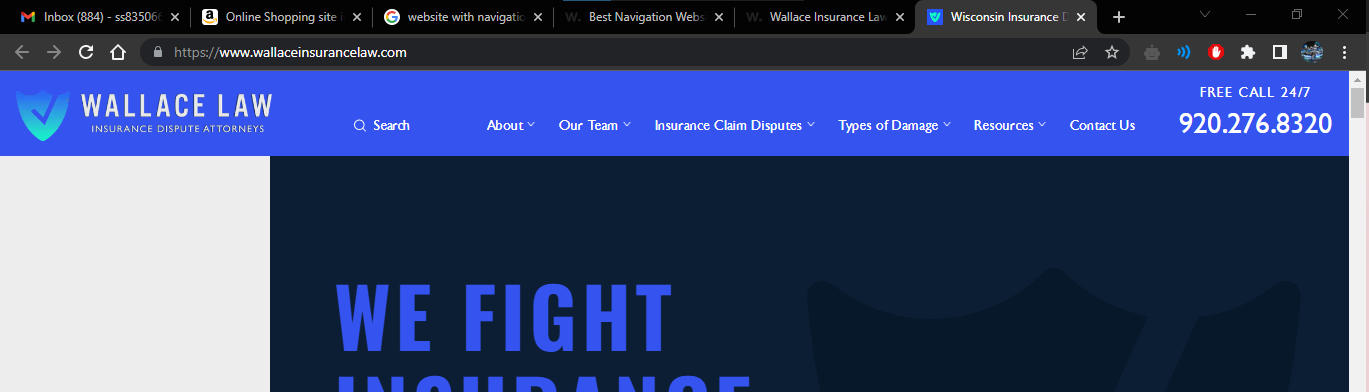 Inbox (884) - ss83506
Online Shopping site i
website with navigatio
Best Navigation Webs
Wallace Insurance Law
Wisconsin Insurance D
https://www.wallaceinsurancelaw.com
WALLACE LAW
INSURANCE DISPUTE ATTORNEYS
Search
About
Our Team
Insurance Claim Disputes
Types of Damage
Resources
Contact Us
FREE CALL 24/7
920.276.8320
WE FIGHT
INSURANCE